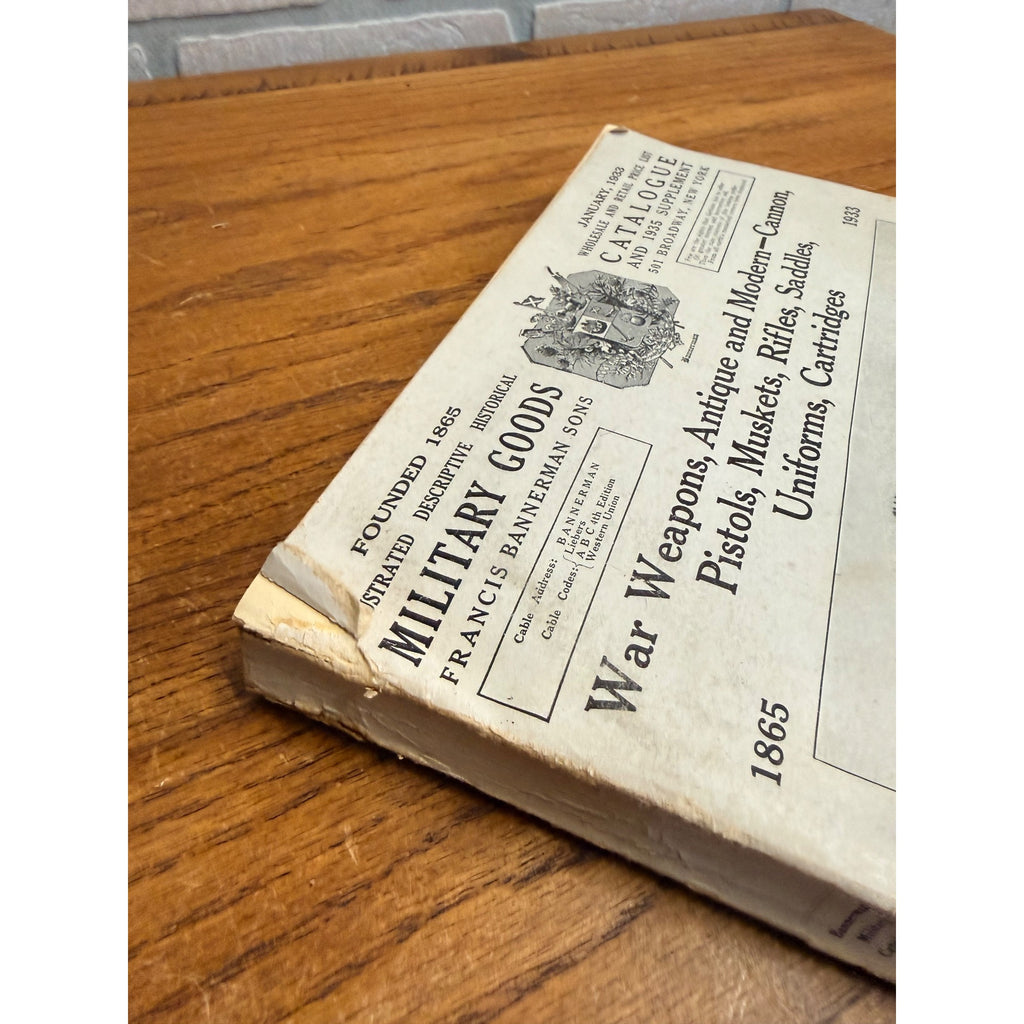 FOUNDED 1865
STRATED DESCRIPTIVE HISTORICAL
MILITARY GOODS
FRANCIS BANNERMAN SONS
Cable Address: BANNERMAN
Cable Codes: { Liebers
A B C 4th Edition
Western Union
JANUARY, 1933
WHOLESALE AND RETAIL PRICE LIST
CATALOGUE
AND 1935 SUPPLEMENT
501 BROADWAY, NEW YORK
War Weapons, Antique and Modern—Cannon,
Pistols, Muskets, Rifles, Saddles,
Uniforms, Cartridges
1865
1933